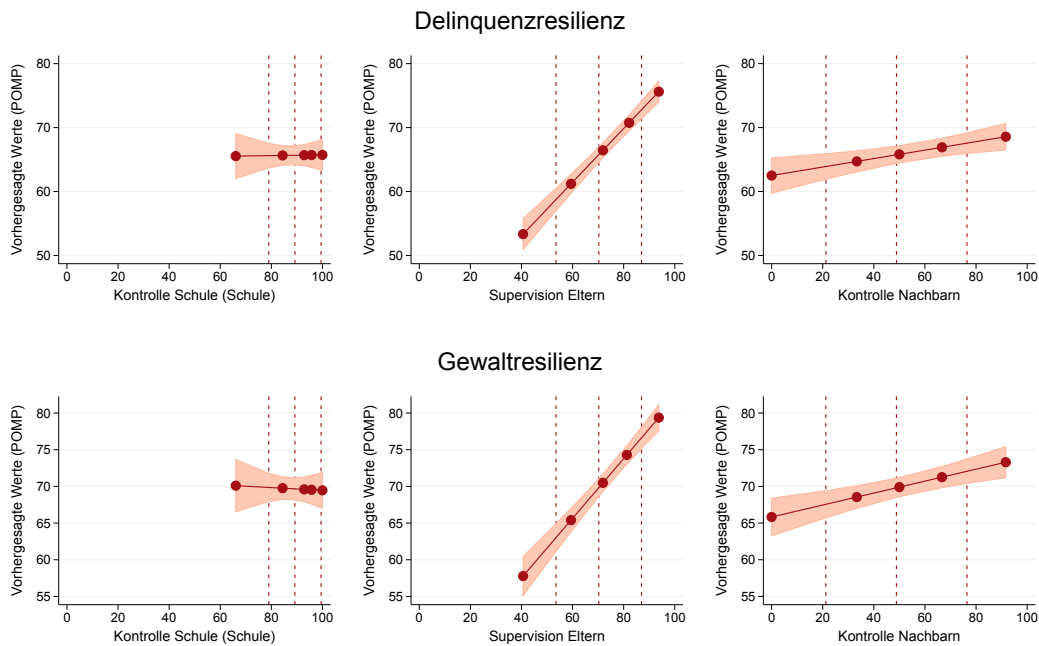 Delinquenzresilienz
Vorhergesagte Werte (POMP)
80
70
60
50
0 20 40 60 80 100
Kontrolle Schule (Schule)
Vorhergesagte Werte (POMP)
80
70
60
50
0 20 40 60 80 100
Supervision Eltern
Vorhergesagte Werte (POMP)
80
70
60
50
0 20 40 60 80 100
Kontrolle Nachbarn
Gewaltresilienz
Vorhergesagte Werte (POMP)
80
75
70
65
60
55
0 20 40 60 80 100
Kontrolle Schule (Schule)
Vorhergesagte Werte (POMP)
80
75
70
65
60
55
0 20 40 60 80 100
Supervision Eltern
Vorhergesagte Werte (POMP)
80
75
70
65
60
55
0 20 40 60 80 100
Kontrolle Nachbarn